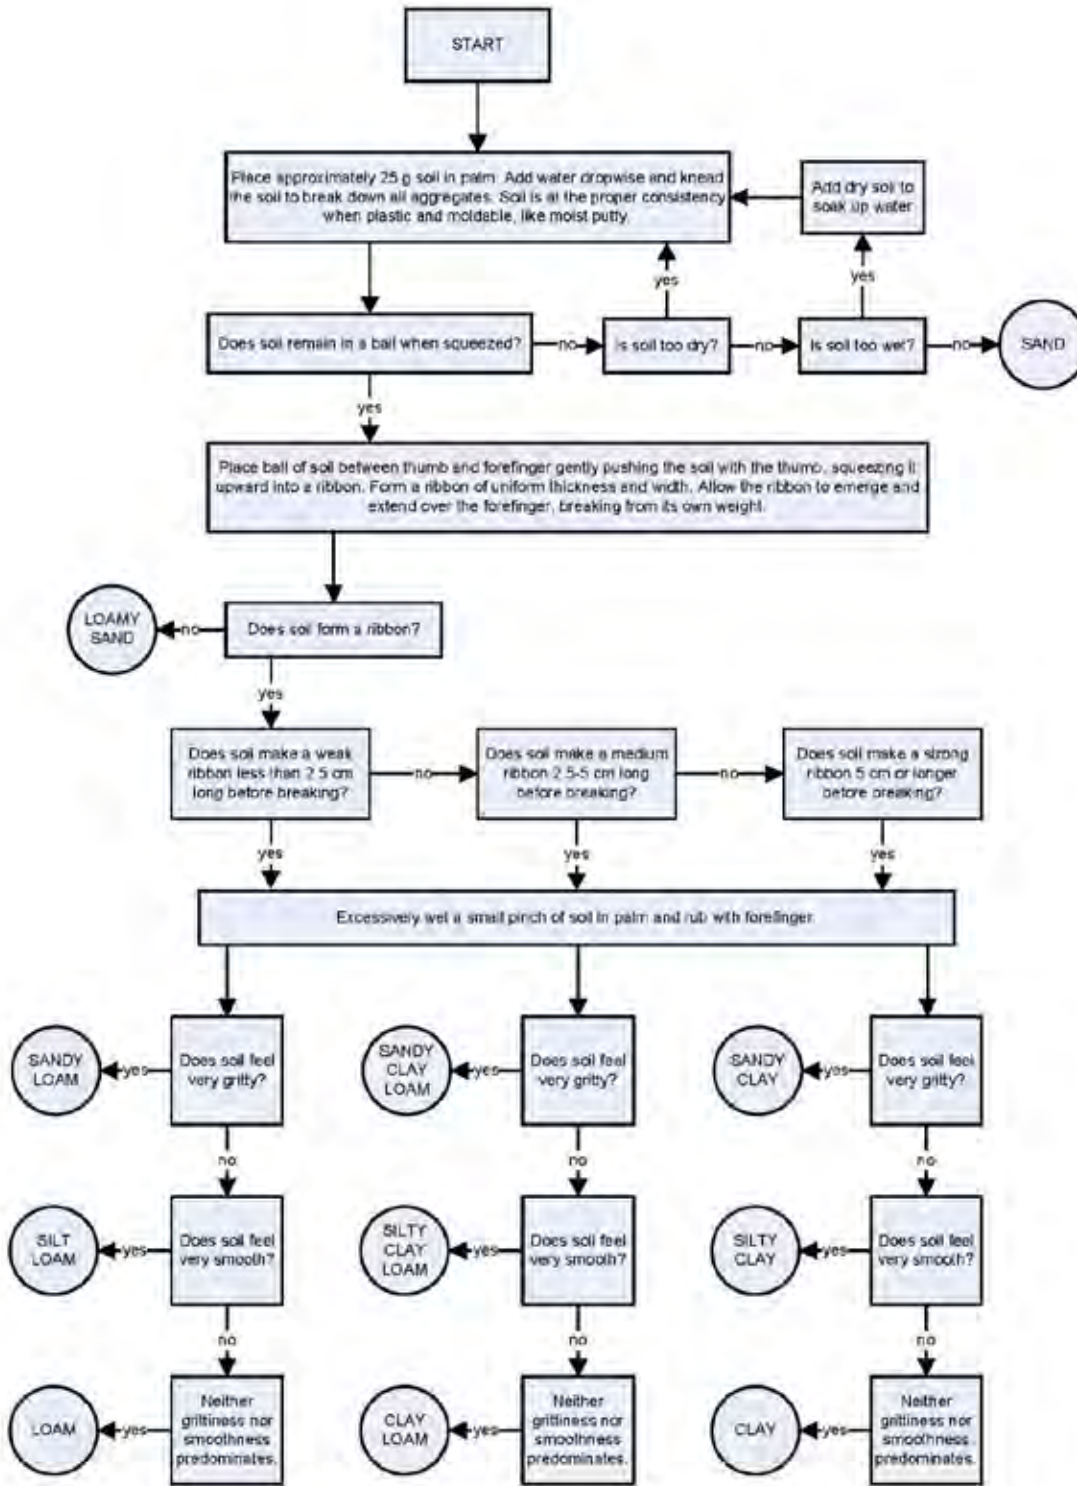 START
Place approximately 25 g soil in palm. Add water dropwise and knead
the soil to break down all aggregates. Soil is at the proper consistency
when plastic and moldable, like moist putty.
Add dry soil to
soak up water
yes
yes
Does soil remain in a ball when squeezed?
no
Is soil too dry?
no
Is soil too wet?
no
SAND
yes
Place ball of soil between thumb and forefinger gently pushing the soil with the thumb, squeezing it
upward into a ribbon. Form a ribbon of uniform thickness and width. Allow the ribbon to emerge and
extend over the forefinger, breaking from its own weight.
LOAMY
SAND
no
Does soil form a ribbon?
yes
Does soil make a weak
ribbon less than 2.5 cm
long before breaking?
no
Does soil make a medium
ribbon 2.5-5 cm long
before breaking?
no
Does soil make a strong
ribbon 5 cm or longer
before breaking?
yes
yes
yes
Excessively wet a small pinch of soil in palm and rub with forefinger.
SANDY
LOAM
yes
Does soil feel
very gritty?
SANDY
CLAY
LOAM
yes
Does soil feel
very gritty?
SANDY
CLAY
yes
Does soil feel
very gritty?
no
no
no
SILT
LOAM
yes
Does soil feel
very smooth?
SILTY
CLAY
LOAM
yes
Does soil feel
very smooth?
SILTY
CLAY
yes
Does soil feel
very smooth?
no
no
no
LOAM
yes
Neither
grittiness nor
smoothness
predominates.
CLAY
LOAM
yes
Neither
grittiness nor
smoothness
predominates.
CLAY
yes
Neither
grittiness nor
smoothness
predominates.